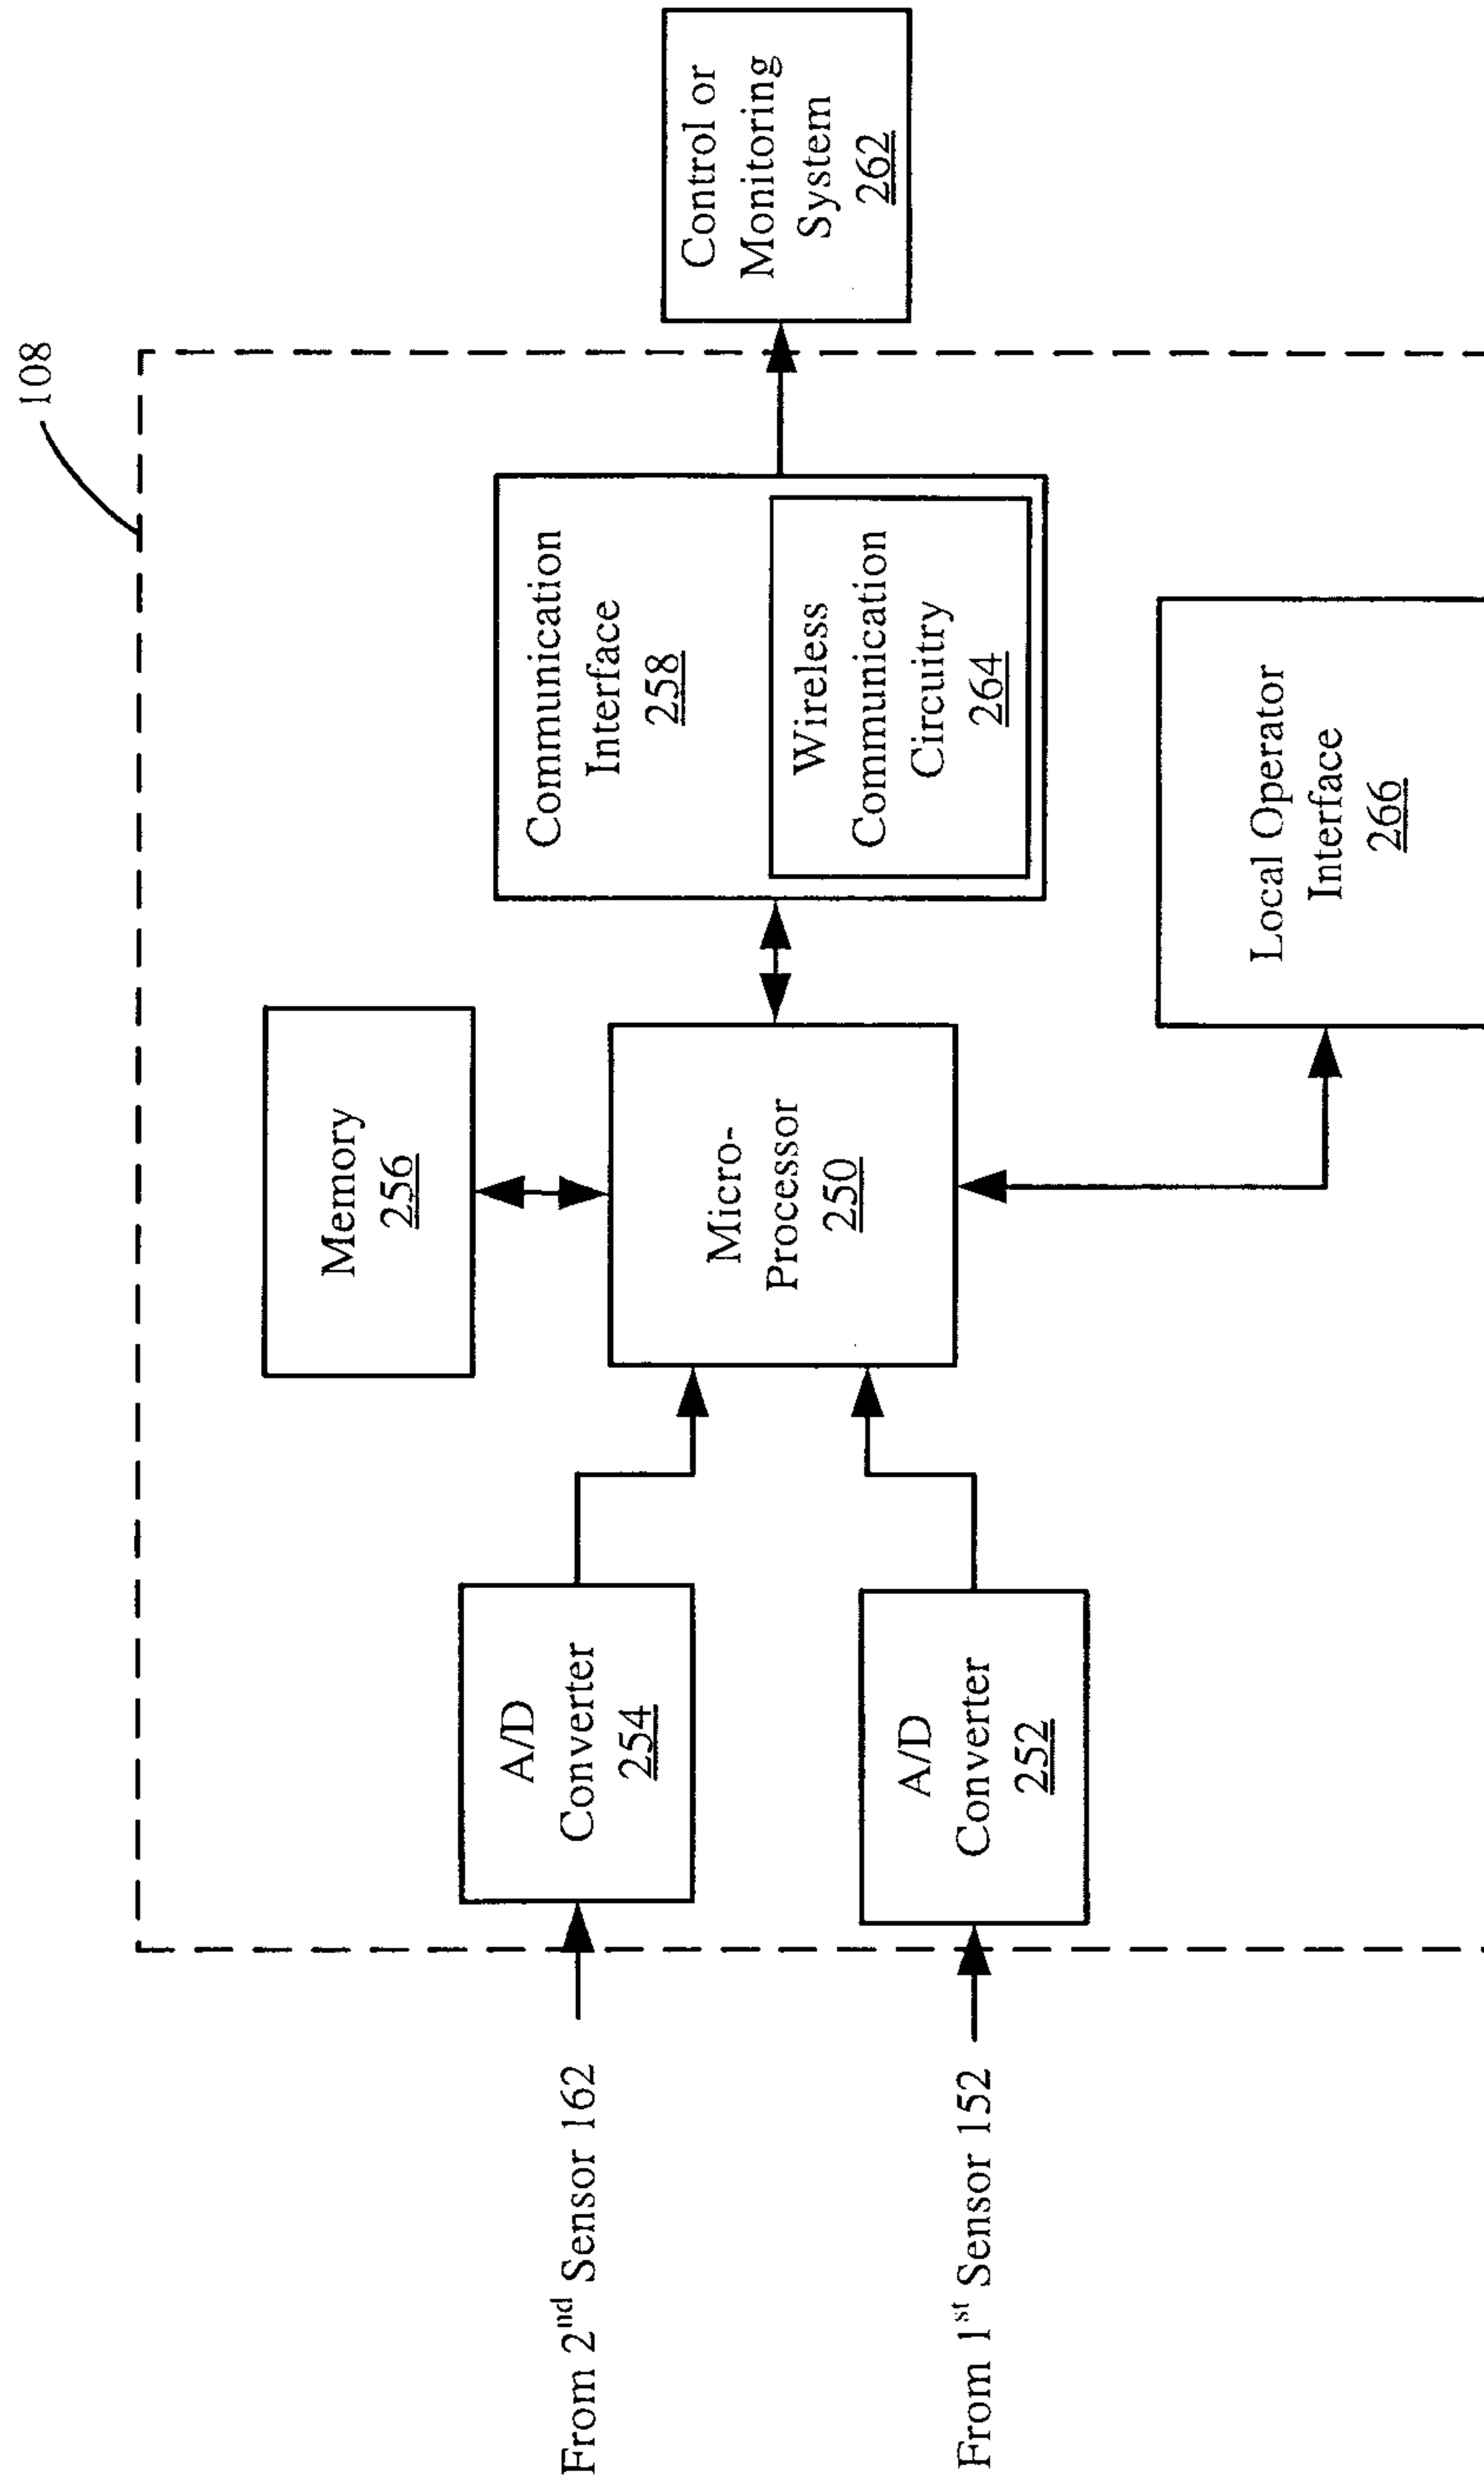 108
Memory
256
From 2nd Sensor 162
A/D
Converter
254
Micro-
Processor
250
Communication
Interface
258
Wireless
Communication
Circuitry
264
Control or
Monitoring
System
262
From 1st Sensor 152
A/D
Converter
252
Local Operator
Interface
266